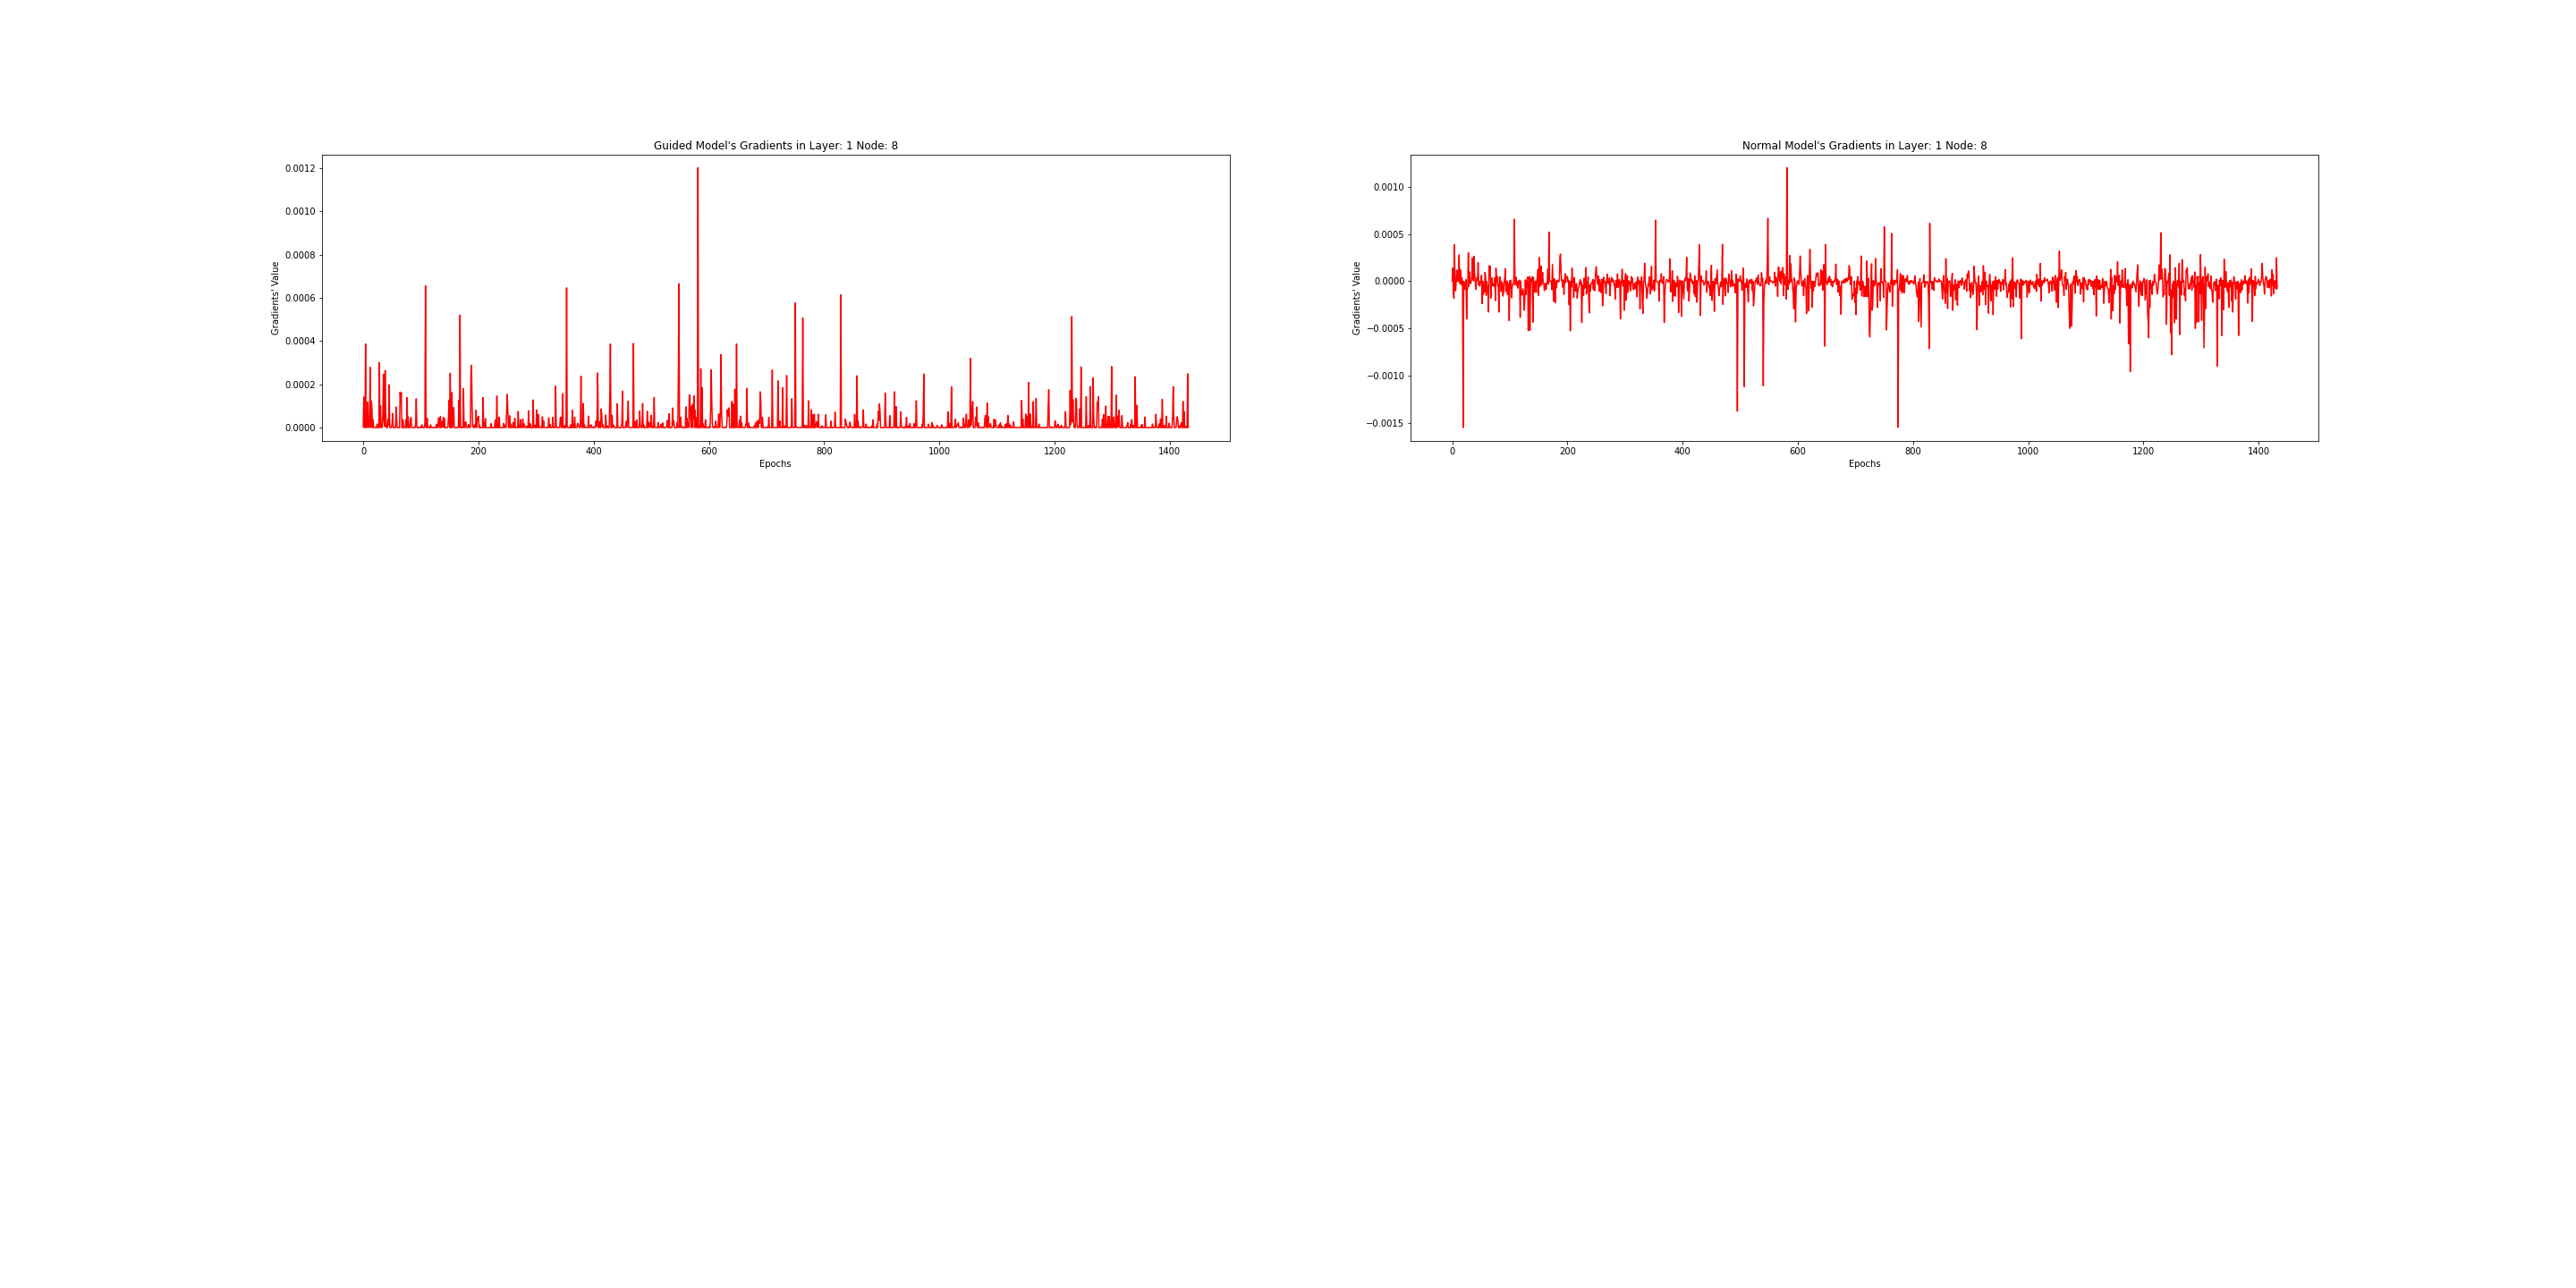 Guided Model's Gradients in Layer: 1 Node: 8
0.0012
0.0010
0.0008
0.0006
0.0004
0.0002
0.0000
Gradients' Value
0 200 400 600 800 1000 1200 1400
Epochs
Normal Model's Gradients in Layer: 1 Node: 8
0.0010
0.0005
0.0000
−0.0005
−0.0010
−0.0015
Gradients' Value
0 200 400 600 800 1000 1200 1400
Epochs